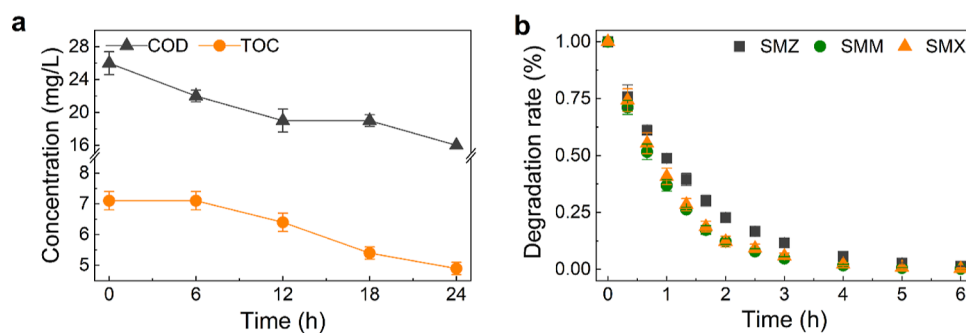 a
COD TOC
Concentration (mg/L)
28
24
20
16
8
7
6
5
0 6 12 18 24
Time (h)
b
SMZ SMM SMX
Degradation rate (%)
1.00
0.75
0.50
0.25
0.00
0 1 2 3 4 5 6
Time (h)